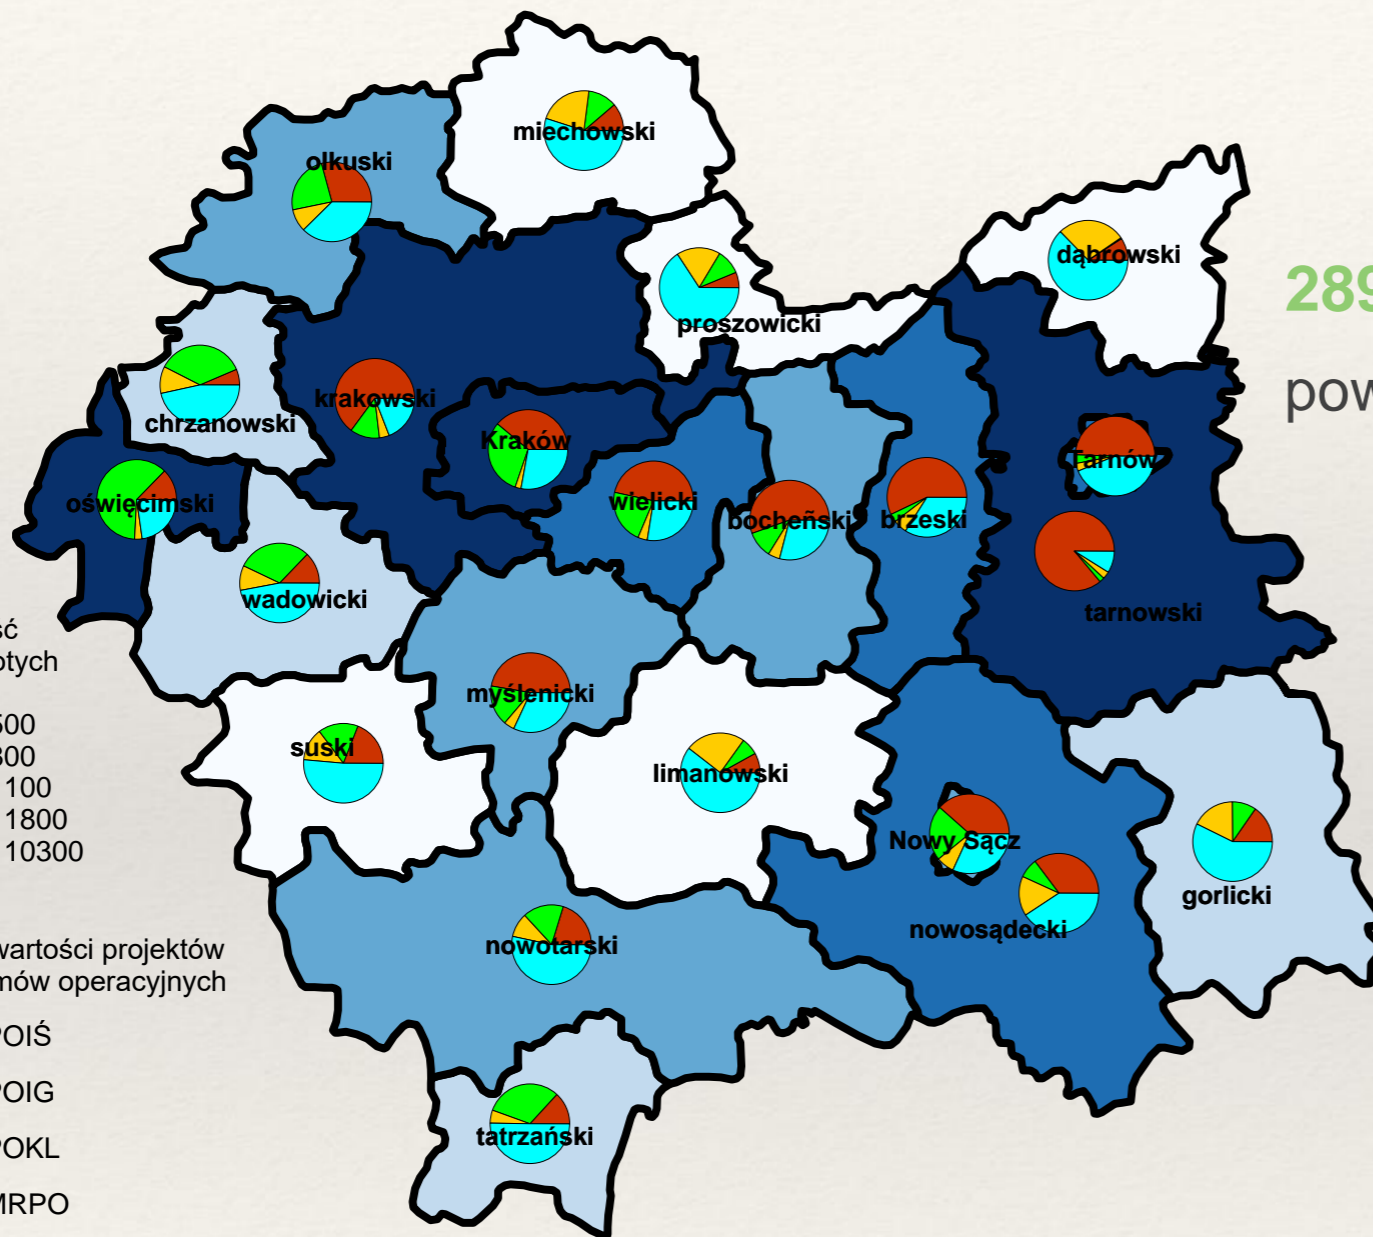 miechowski
olkuski
dąbrowski
289
proszowicki
pow
krakowski
chrzanowski
Kraków
Tarnów
oświęcimski
wielicki
bocheñski
brzeski
wadowicki
tarnowski
ść
otych
myślenicki
500
suski
300
limanowski
100
1800
Nowy Sącz
10300
gorlicki
nowosądecki
nowotarski
wartości projektów
mów operacyjnych
POIŚ
POIG
tatrzański
POKL
MRPO